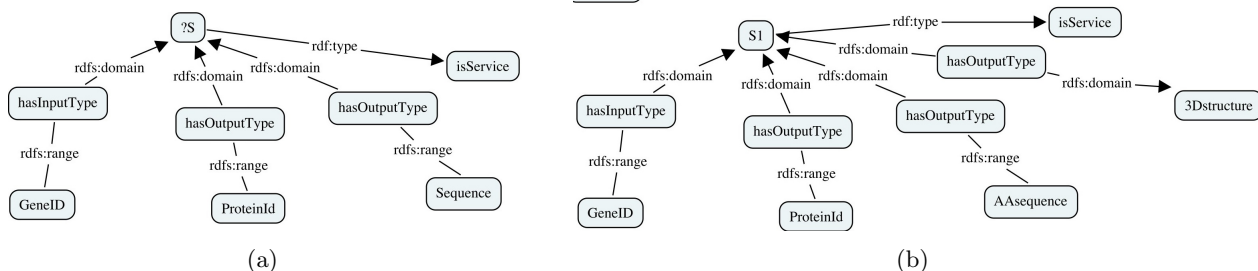 ?S
rdf:type
isService
rdfs:domain
rdfs:domain
rdfs:domain
hasInputType
hasOutputType
hasOutputType
rdfs:range
rdfs:range
rdfs:range
GeneID
ProteinId
Sequence
(a)
S1
rdf:type
isService
rdfs:domain
hasOutputType
rdfs:domain
3Dstructure
rdfs:domain
rdfs:domain
rdfs:domain
hasInputType
hasOutputType
hasOutputType
rdfs:range
rdfs:range
rdfs:range
GeneID
ProteinId
AAsequence
(b)